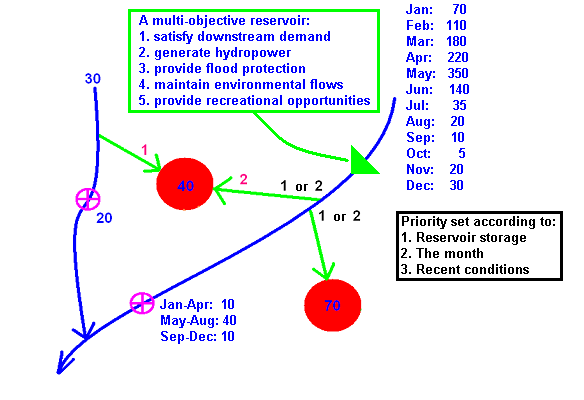 A multi-objective reservoir:
1. satisfy downstream demand
2. generate hydropower
3. provide flood protection
4. maintain environmental flows
5. provide recreational opportunities
Jan: 70
Feb: 110
Mar: 180
Apr: 220
May: 350
Jun: 140
Jul: 35
Aug: 20
Sep: 10
Oct: 5
Nov: 20
Dec: 30
30
1
40
2
1 or 2
1 or 2
20
Priority set according to:
1. Reservoir storage
2. The month
3. Recent conditions
70
Jan-Apr: 10
May-Aug: 40
Sep-Dec: 10